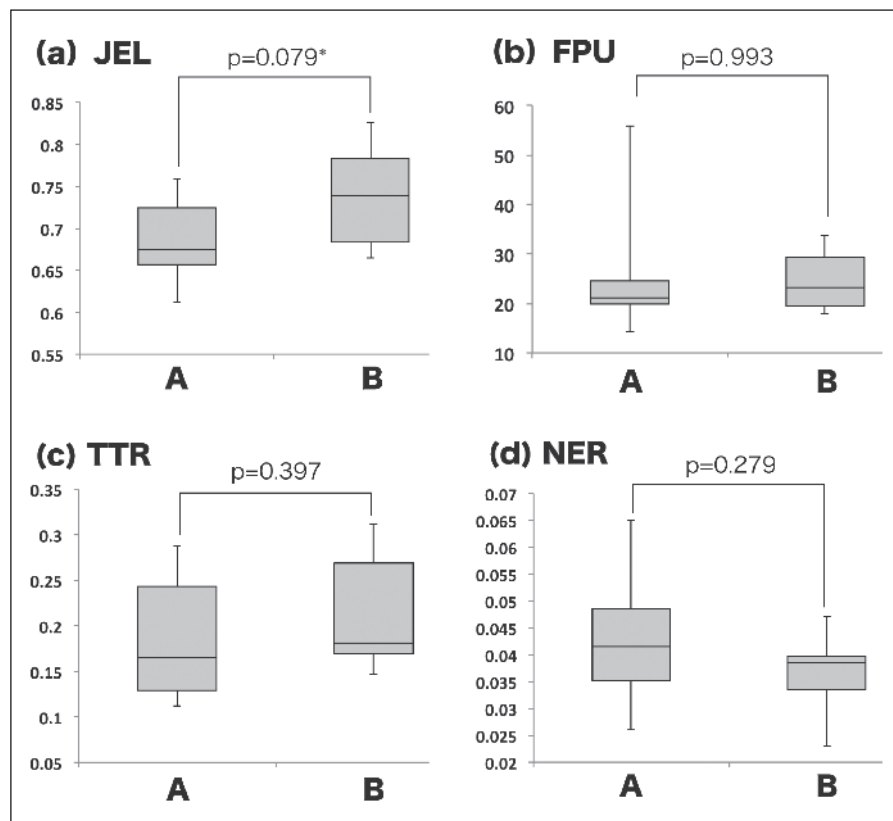 (a) JEL
p=0.079*
0.85
0.8
0.75
0.7
0.65
0.6
0.55
A
B
(b) FPU
p=0.993
60
50
40
30
20
10
A
B
(c) TTR
p=0.397
0.35
0.3
0.25
0.2
0.15
0.1
0.05
A
B
(d) NER
p=0.279
0.07
0.065
0.06
0.055
0.05
0.045
0.04
0.035
0.03
0.025
0.02
A
B